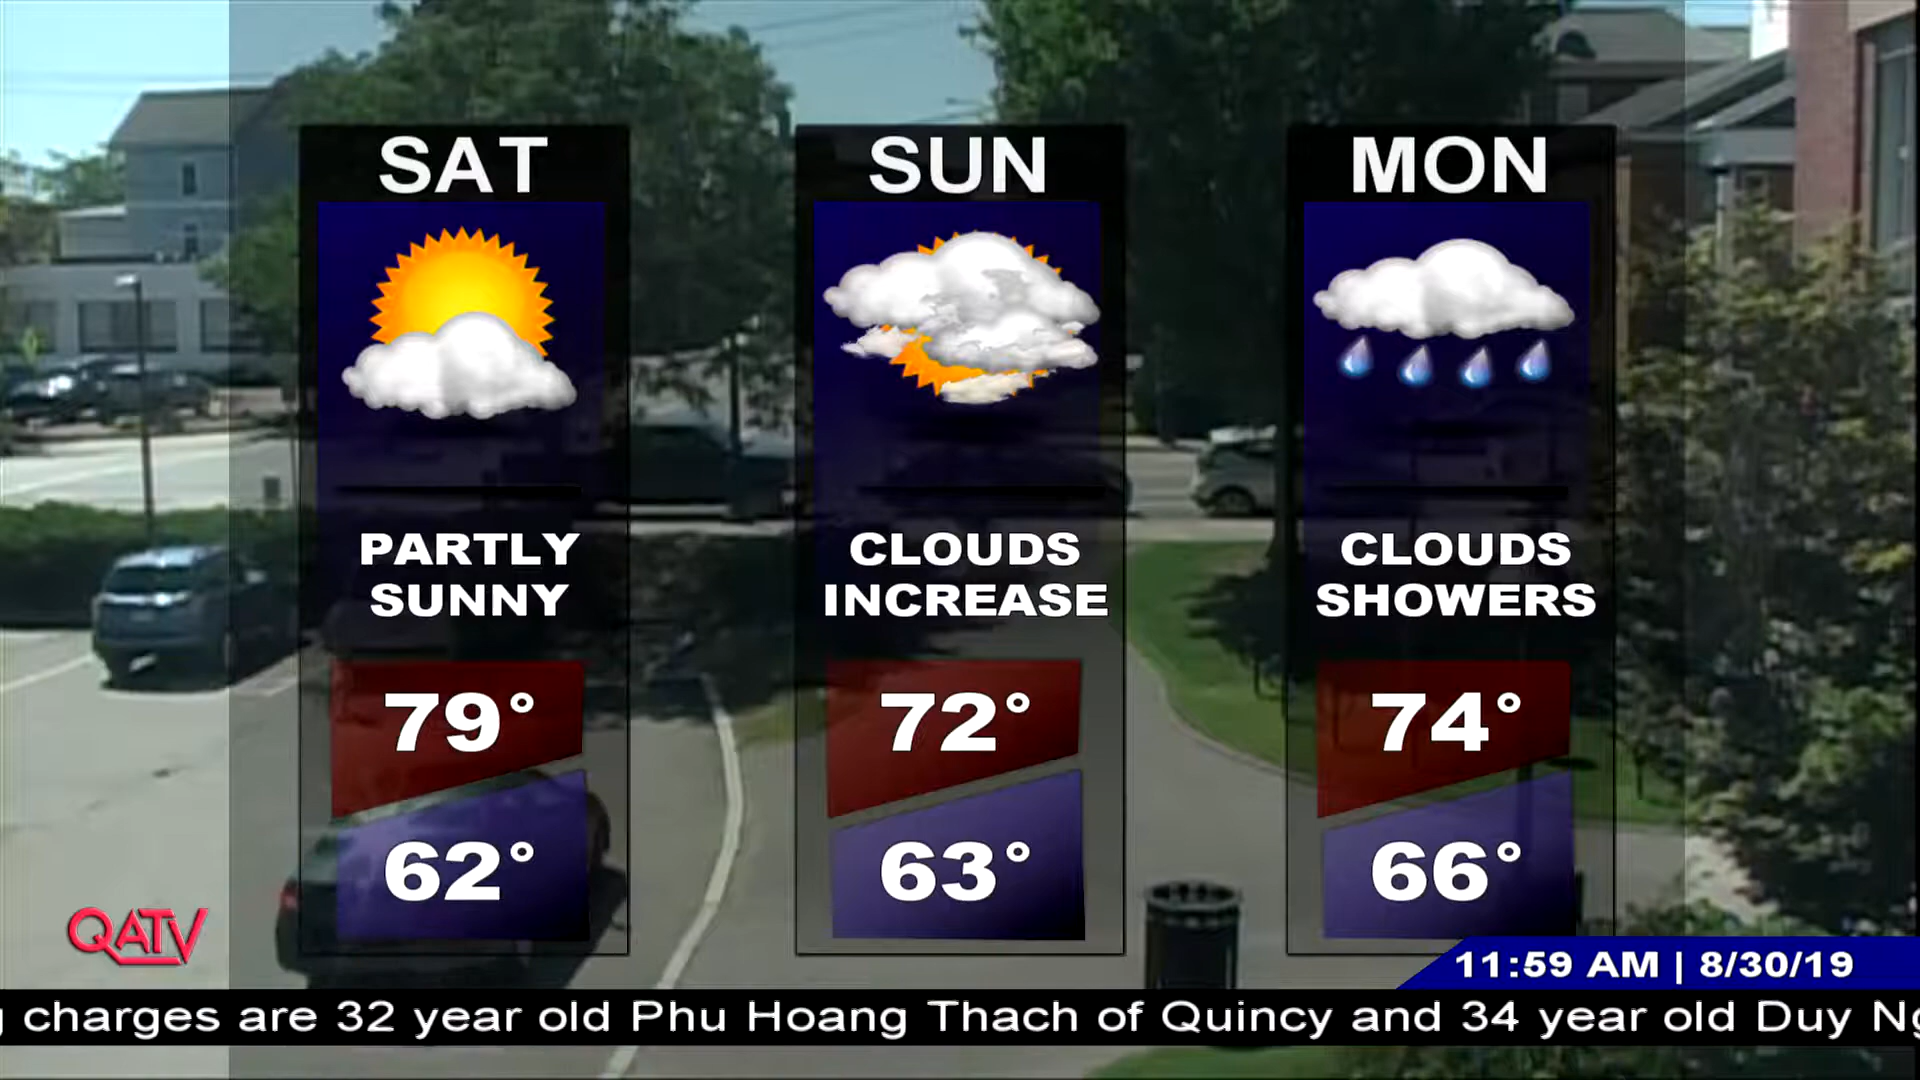 SAT
SUN
MON
PARTLY
SUNNY
CLOUDS
INCREASE
CLOUDS
SHOWERS
79°
72°
74°
62°
63°
66°
QATV
11:59 AM | 8/30/19
charges are 32 year old Phu Hoang Thach of Quincy and 34 year old Duy